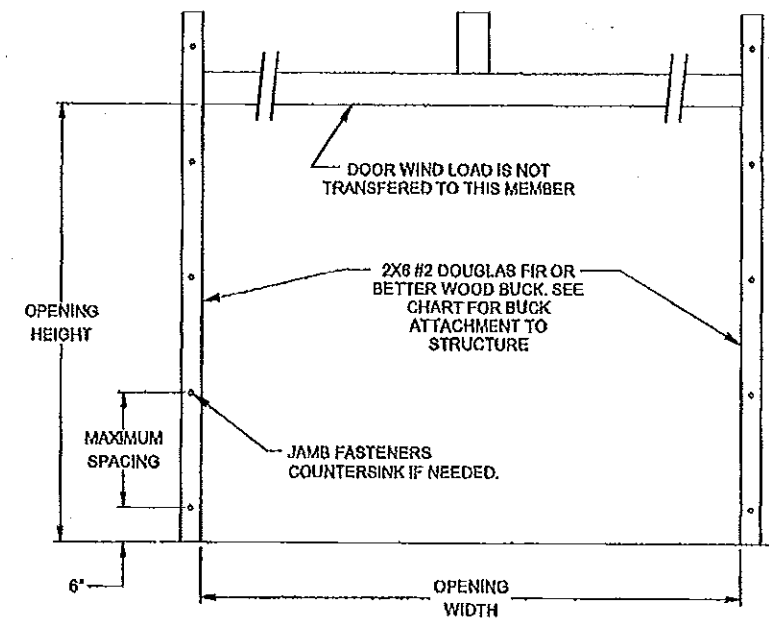 DOOR WIND LOAD IS NOT
TRANSFERED TO THIS MEMBER
2X6 #2 DOUGLAS FIR OR
BETTER WOOD BUCK. SEE
CHART FOR BUCK
ATTACHMENT TO
STRUCTURE
OPENING
HEIGHT
MAXIMUM
SPACING
JAMB FASTENERS
COUNTERSINK IF NEEDED.
6"
OPENING
WIDTH